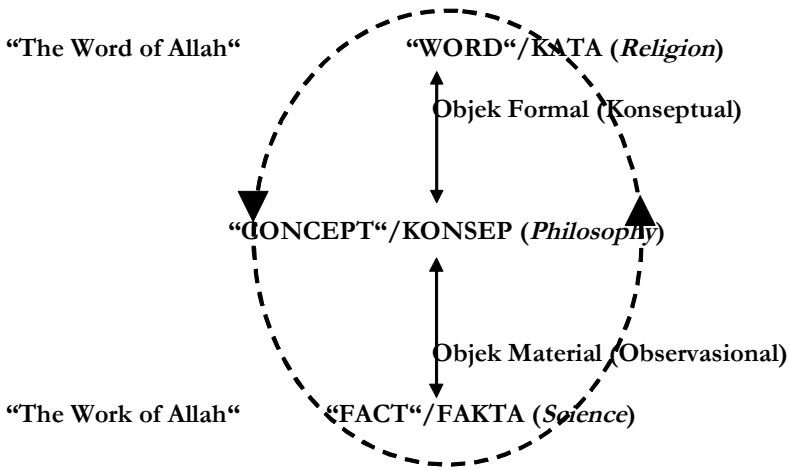 “The Word of Allah“ “WORD“/KATA (Religion)
Objek Formal (Konseptual)
“CONCEPT“/KONSEP (Philosophy)
Objek Material (Observasional)
“The Work of Allah“ “FACT“/FAKTA (Science)